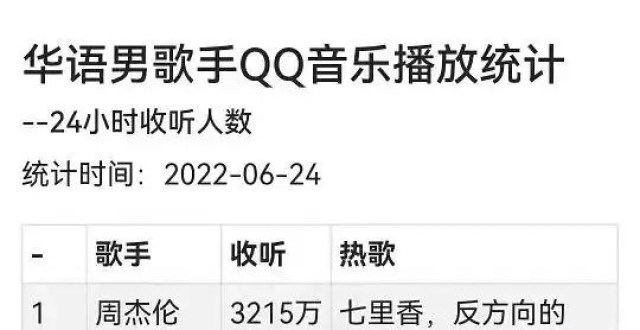 华语男歌手QQ音乐播放统计
--24小时收听人数
统计时间：2022-06-24
- 歌手 收听 热歌
1 周杰伦 3215万 七里香，反方向的